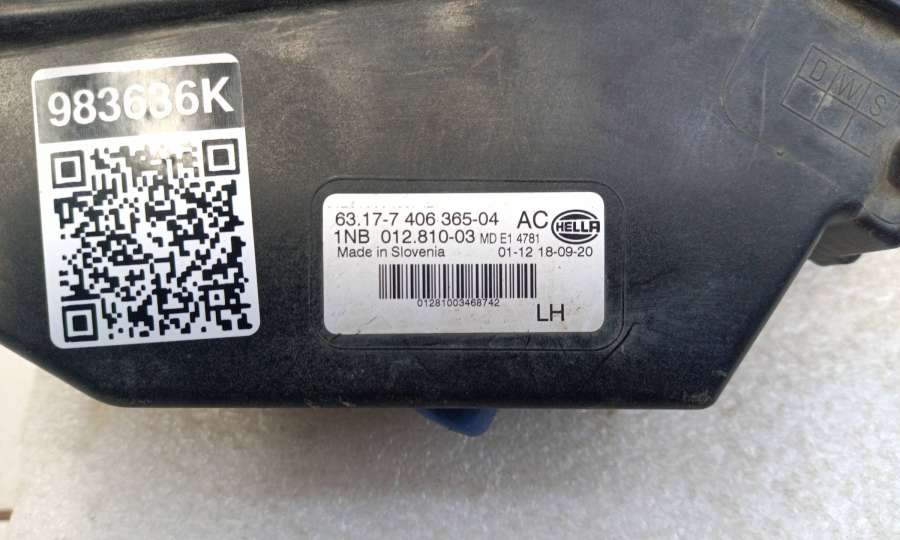 983686K
63.17-7 406 365-04 AC HELLA
1NB 012.810-03 MD E1 4781
Made in Slovenia 01-12 18-09-20
01281003468742
LH
D W S